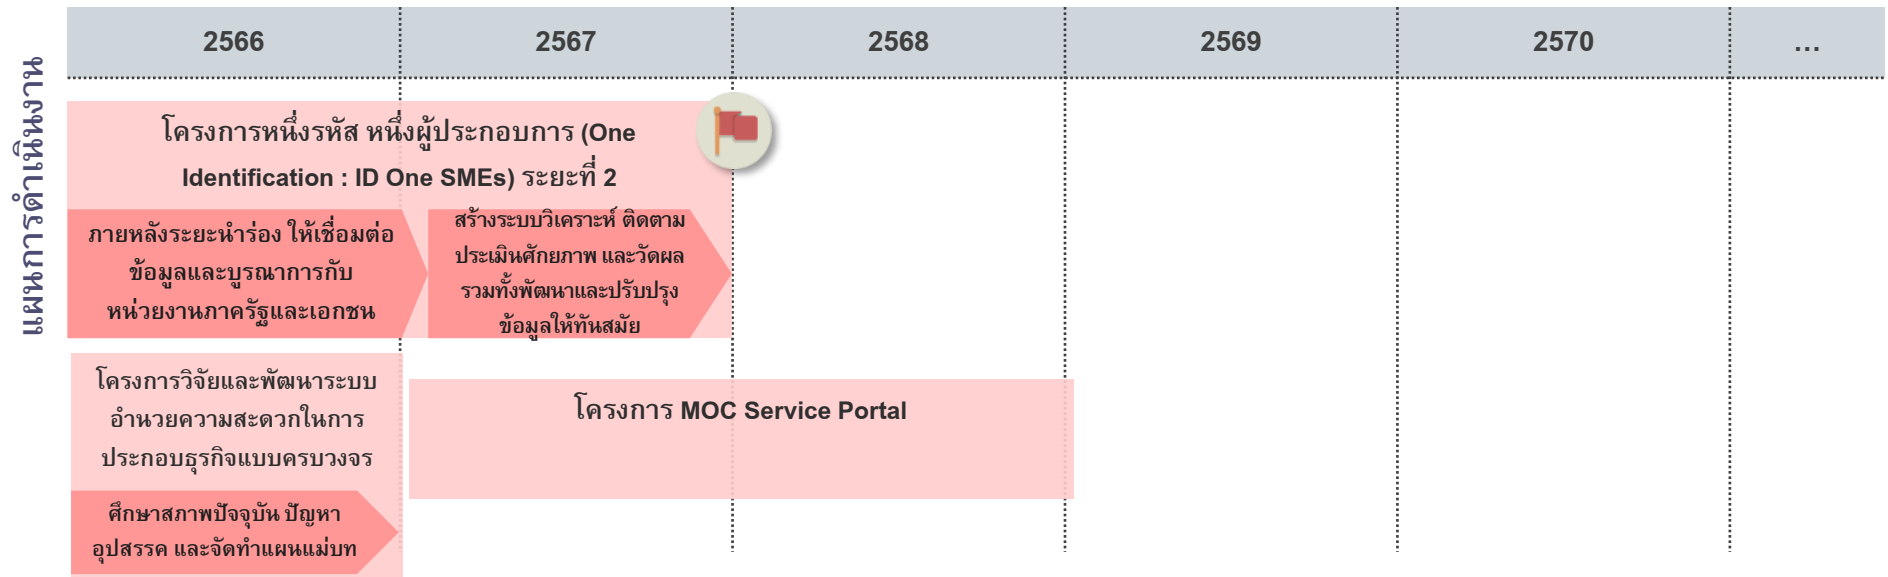 แผนการดำเนินงาน
2566
2567
2568
2569
2570
...
โครงการหนึ่งรหัส หนึ่งผู้ประกอบการ (One
Identification : ID One SMEs) ระยะที่ 2
ภายหลังระยะนำร่อง ให้เชื่อมต่อ
ข้อมูลและบูรณาการกับ
หน่วยงานภาครัฐและเอกชน
สร้างระบบวิเคราะห์ ติดตาม
ประเมินศักยภาพ และวัดผล
รวมทั้งพัฒนาและปรับปรุง
ข้อมูลให้ทันสมัย
โครงการวิจัยและพัฒนาระบบ
อำนวยความสะดวกในการ
ประกอบธุรกิจแบบครบวงจร
ศึกษาสภาพปัจจุบัน ปัญหา
อุปสรรค และจัดทำแผนแม่บท
โครงการ MOC Service Portal